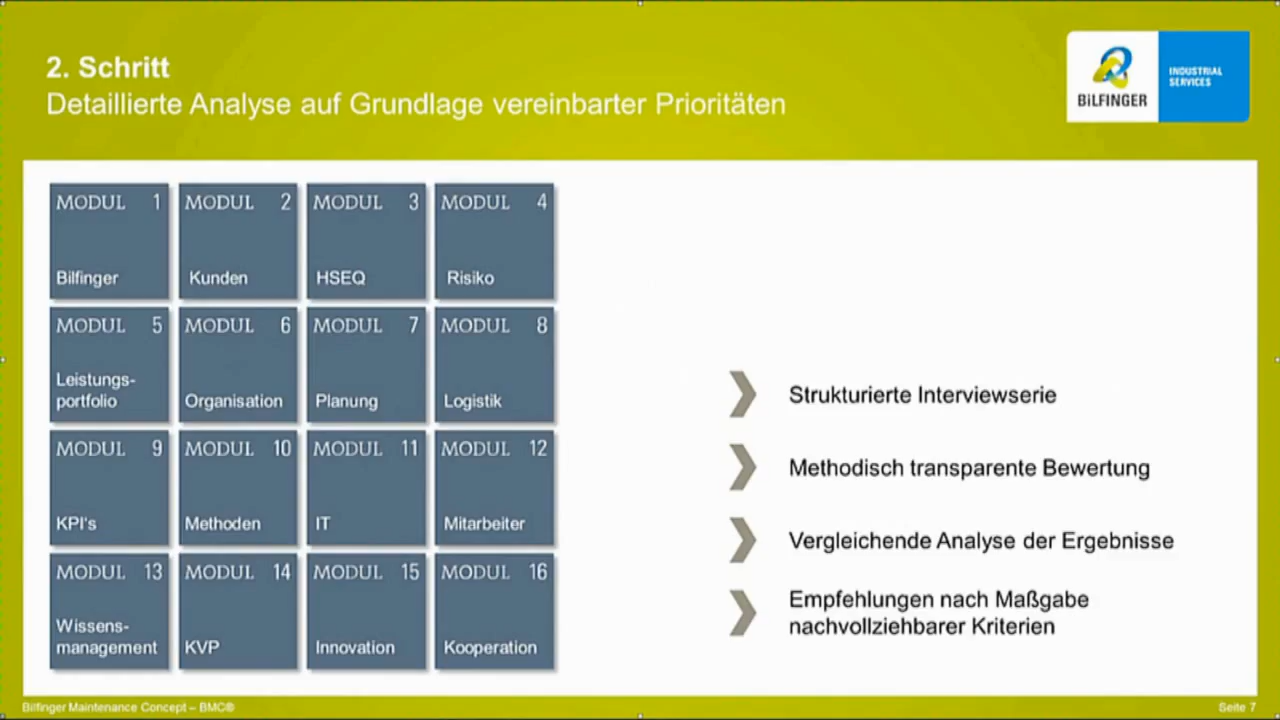 2. Schritt
Detaillierte Analyse auf Grundlage vereinbarter Prioritäten
BILFINGER
INDUSTRIAL
SERVICES
MODUL 1
Bilfinger
MODUL 2
Kunden
MODUL 3
HSEQ
MODUL 4
Risiko
MODUL 5
Leistungs-
portfolio
MODUL 6
Organisation
MODUL 7
Planung
MODUL 8
Logistik
MODUL 9
KPI's
MODUL 10
Methoden
MODUL 11
IT
MODUL 12
Mitarbeiter
MODUL 13
Wissens-
management
MODUL 14
KVP
MODUL 15
Innovation
MODUL 16
Kooperation
Strukturierte Interviewserie
Methodisch transparente Bewertung
Vergleichende Analyse der Ergebnisse
Empfehlungen nach Maßgabe
nachvollziehbarer Kriterien
Bilfinger Maintenance Concept – BMC®
Seite 7